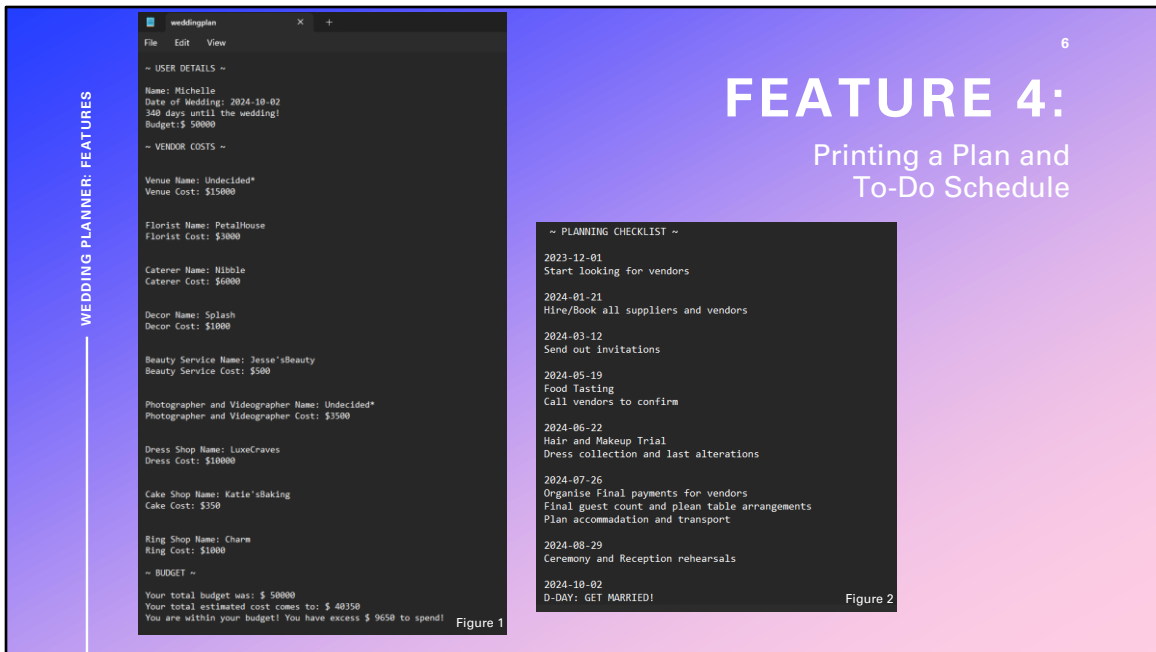 WEDDING PLANNER: FEATURES
6
FEATURE 4:
Printing a Plan and
To-Do Schedule
weddingplan × +
File Edit View
~ USER DETAILS ~
Name: Michelle
Date of Wedding: 2024-10-02
340 days until the wedding!
Budget:$ 50000
~ VENDOR COSTS ~
Venue Name: Undecided*
Venue Cost: $15000
Florist Name: PetalHouse
Florist Cost: $3000
Caterer Name: Nibble
Caterer Cost: $6000
Decor Name: Splash
Decor Cost: $1000
Beauty Service Name: Jesse'sBeauty
Beauty Service Cost: $500
Photographer and Videographer Name: Undecided*
Photographer and Videographer Cost: $3500
Dress Shop Name: LuxeCraves
Dress Cost: $10000
Cake Shop Name: Katie'sBaking
Cake Cost: $350
Ring Shop Name: Charm
Ring Cost: $1000
~ BUDGET ~
Your total budget was: $ 50000
Your total estimated cost comes to: $ 40350
You are within your budget! You have excess $ 9650 to spend!
Figure 1
~ PLANNING CHECKLIST ~
2023-12-01
Start looking for vendors
2024-01-21
Hire/Book all suppliers and vendors
2024-03-12
Send out invitations
2024-05-19
Food Tasting
Call vendors to confirm
2024-06-22
Hair and Makeup Trial
Dress collection and last alterations
2024-07-26
Organise Final payments for vendors
Final guest count and plean table arrangements
Plan accommadation and transport
2024-08-29
Ceremony and Reception rehearsals
2024-10-02
D-DAY: GET MARRIED!
Figure 2